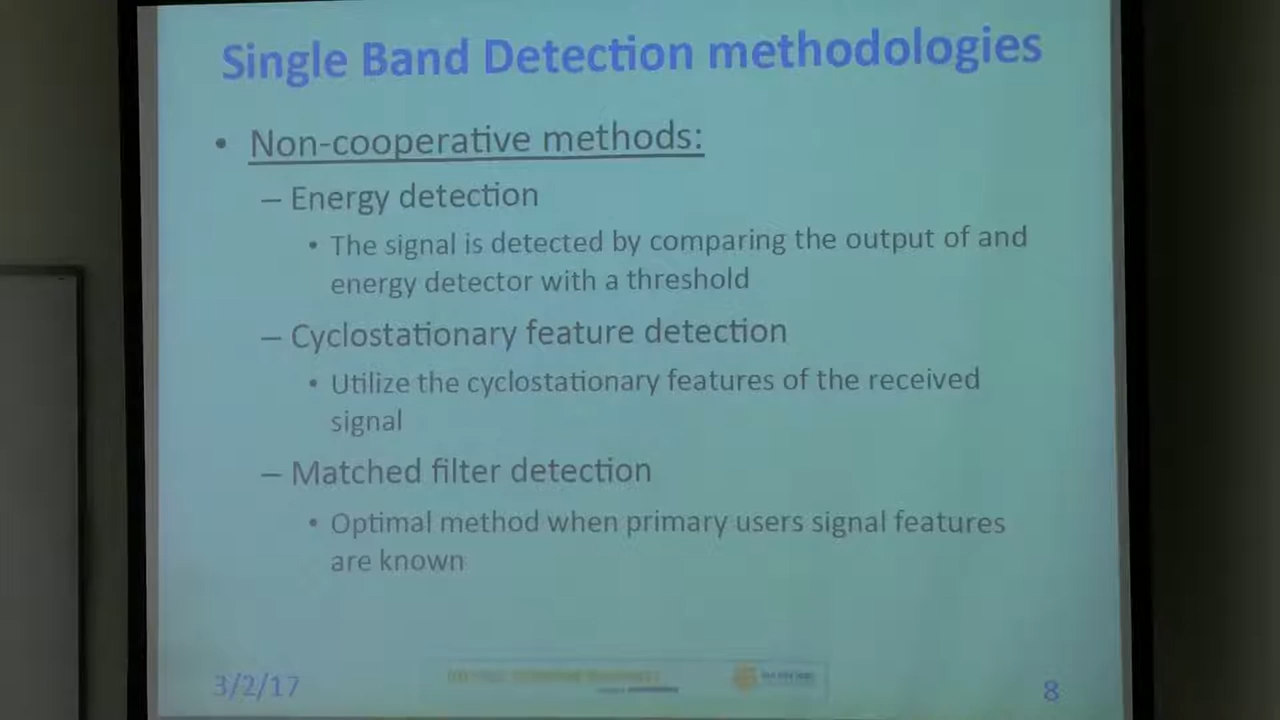 Single Band Detection methodologies
• Non-cooperative methods:
– Energy detection
• The signal is detected by comparing the output of and
energy detector with a threshold
– Cyclostationary feature detection
• Utilize the cyclostationary features of the received
signal
– Matched filter detection
• Optimal method when primary users signal features
are known
3/2/17
8